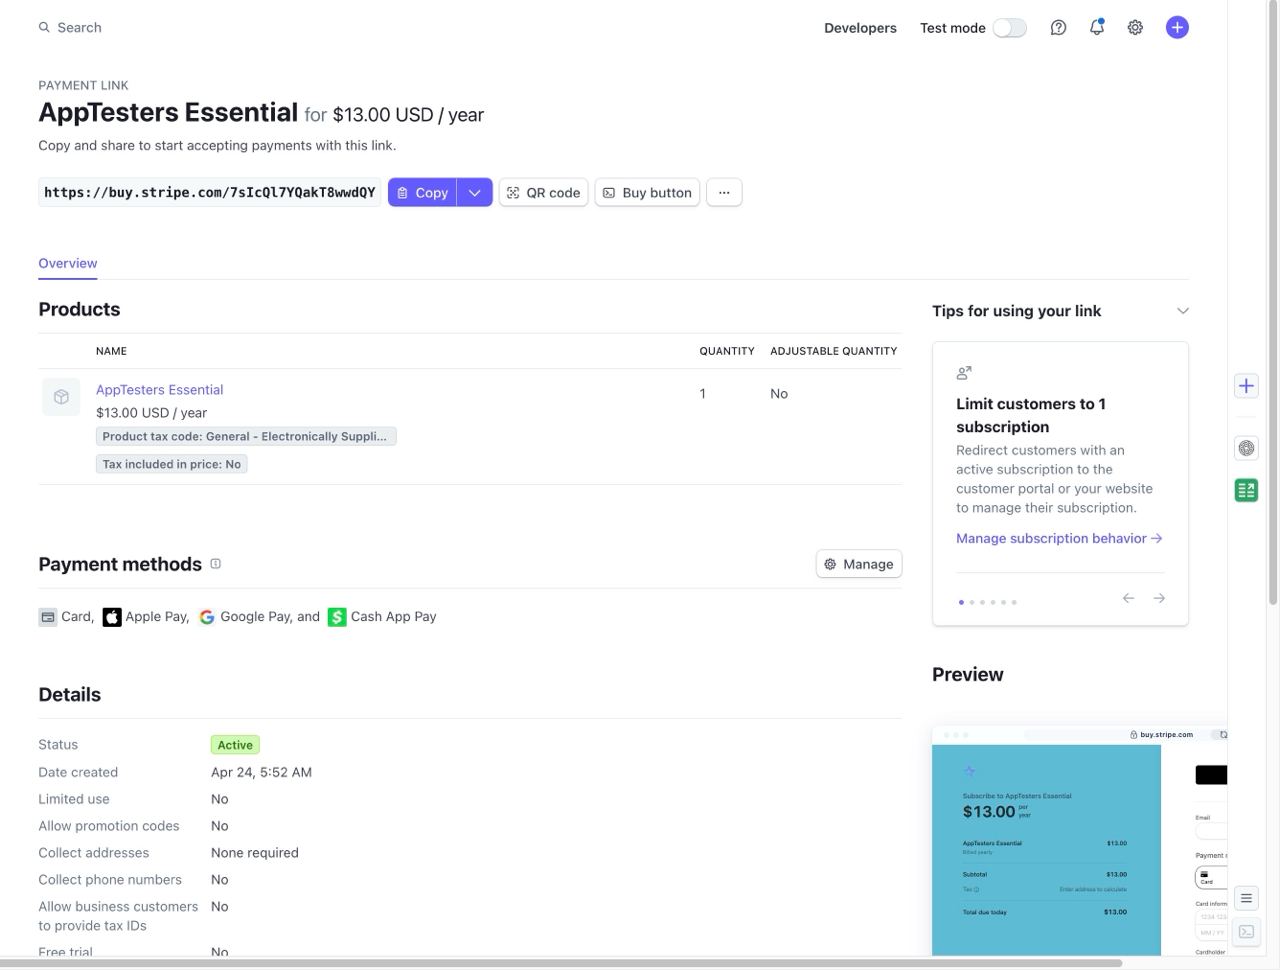 Search
Developers
Test mode
PAYMENT LINK
AppTesters Essential for $13.00 USD / year
Copy and share to start accepting payments with this link.
https://buy.stripe.com/7sIcQl7YQakT8wwdQY
Copy
QR code
Buy button
Overview
Products
Tips for using your link
NAME
QUANTITY
ADJUSTABLE QUANTITY
AppTesters Essential
1
No
$13.00 USD / year
Product tax code: General - Electronically Suppli...
Tax included in price: No
Limit customers to 1
subscription
Redirect customers with an
active subscription to the
customer portal or your website
to manage their subscription.
Manage subscription behavior
Payment methods
Manage
Card, Apple Pay, Google Pay, and Cash App Pay
Details
Status Active
Date created Apr 24, 5:52 AM
Limited use No
Allow promotion codes No
Collect addresses None required
Collect phone numbers No
Allow business customers No
to provide tax IDs
Free trial No
Preview
buy.stripe.com
Subscribe to AppTesters Essential
$13.00 per
year
AppTesters Essential $13.00
Billed yearly
Subtotal $13.00
Tax Enter address to calculate
Total due today $13.00
Email
Payment
Card
Card inform
1234 123
MM / YY
Cardholder